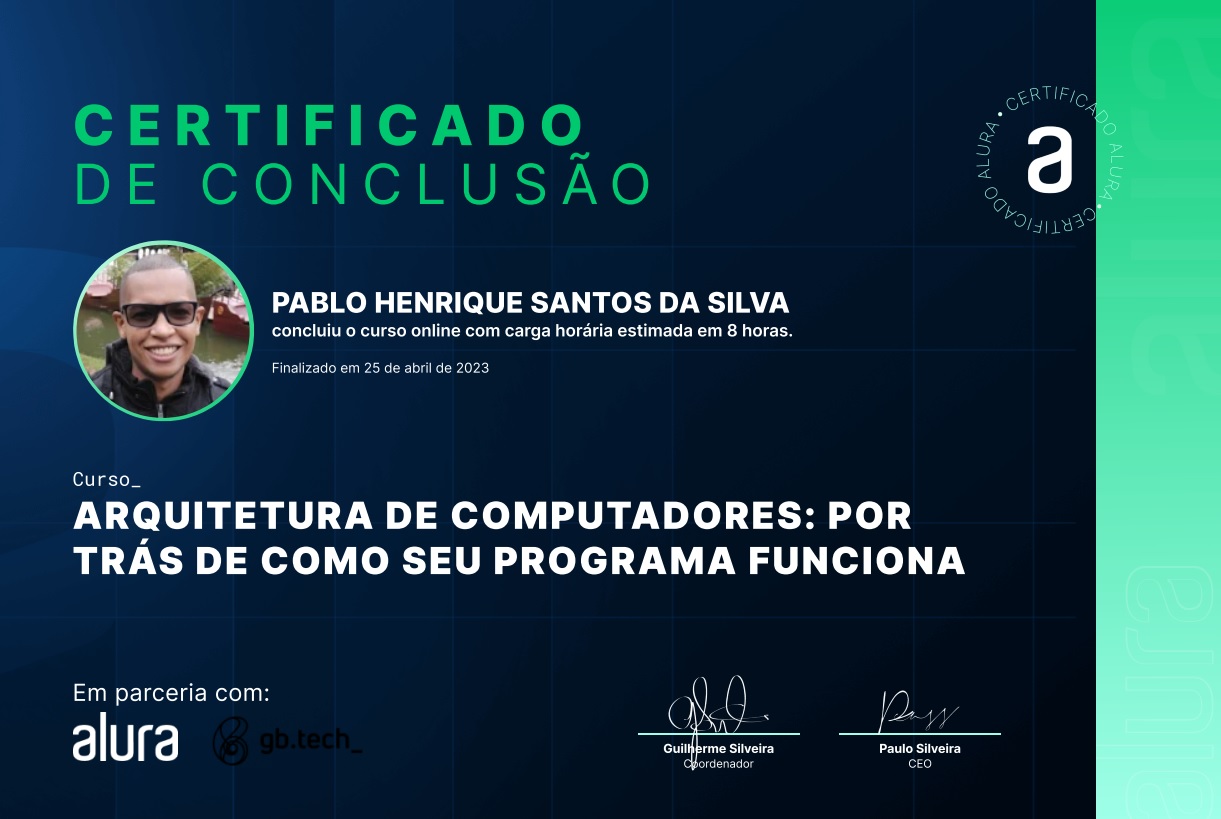 CERTIFICADO
DE CONCLUSÃO
a
CERTIFICADO ALURA • CERTIFICADO ALURA •
PABLO HENRIQUE SANTOS DA SILVA
concluiu o curso online com carga horária estimada em 8 horas.
Finalizado em 25 de abril de 2023
Curso_
ARQUITETURA DE COMPUTADORES: POR
TRÁS DE COMO SEU PROGRAMA FUNCIONA
Em parceria com:
alura gb.tech_
Guilherme Silveira
Coordenador
Paulo Silveira
CEO
alura
alura